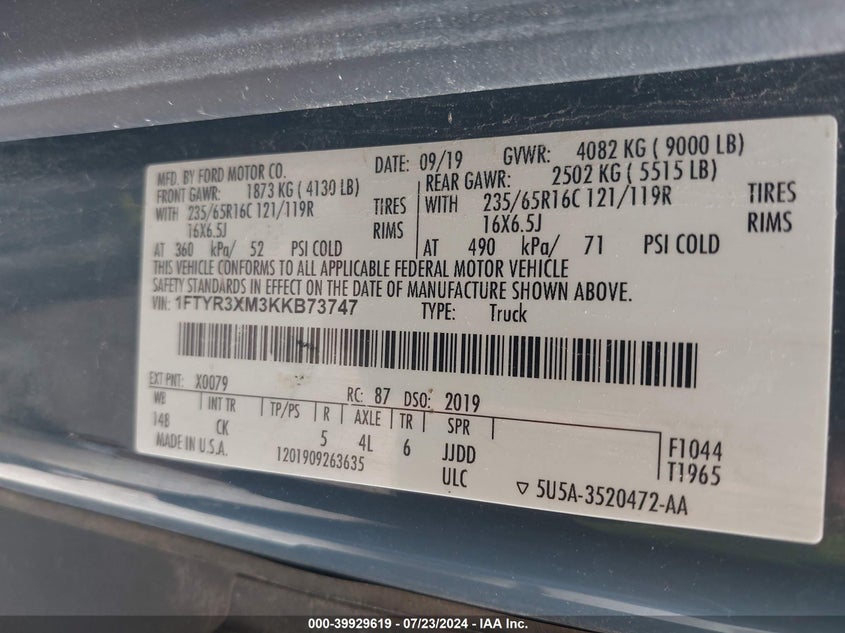 MFD. BY FORD MOTOR CO. DATE: 09/19 GVWR: 4082 KG ( 9000 LB)
FRONT GAWR: 1873 KG ( 4130 LB) REAR GAWR: 2502 KG ( 5515 LB)
WITH 235/65R16C 121/119R TIRES WITH 235/65R16C 121/119R TIRES
16X6.5J RIMS 16X6.5J RIMS
AT 360 kPa/ 52 PSI COLD AT 490 kPa/ 71 PSI COLD
THIS VEHICLE CONFORMS TO ALL APPLICABLE FEDERAL MOTOR VEHICLE
SAFETY STANDARDS IN EFFECT ON THE DATE OF MANUFACTURE SHOWN ABOVE.
VIN: 1FTYR3XM3KKB73747 TYPE: Truck
EXT PNT: X0079 RC: 87 DSO: 2019
WB INT TR TP/PS R AXLE TR SPR F1044
148 CK 5 4L 6 JJDD T1965
MADE IN U.S.A. 1201909263635 ULC
▽ 5U5A-3520472-AA
000-39929619 - 07/23/2024 - IAA Inc.